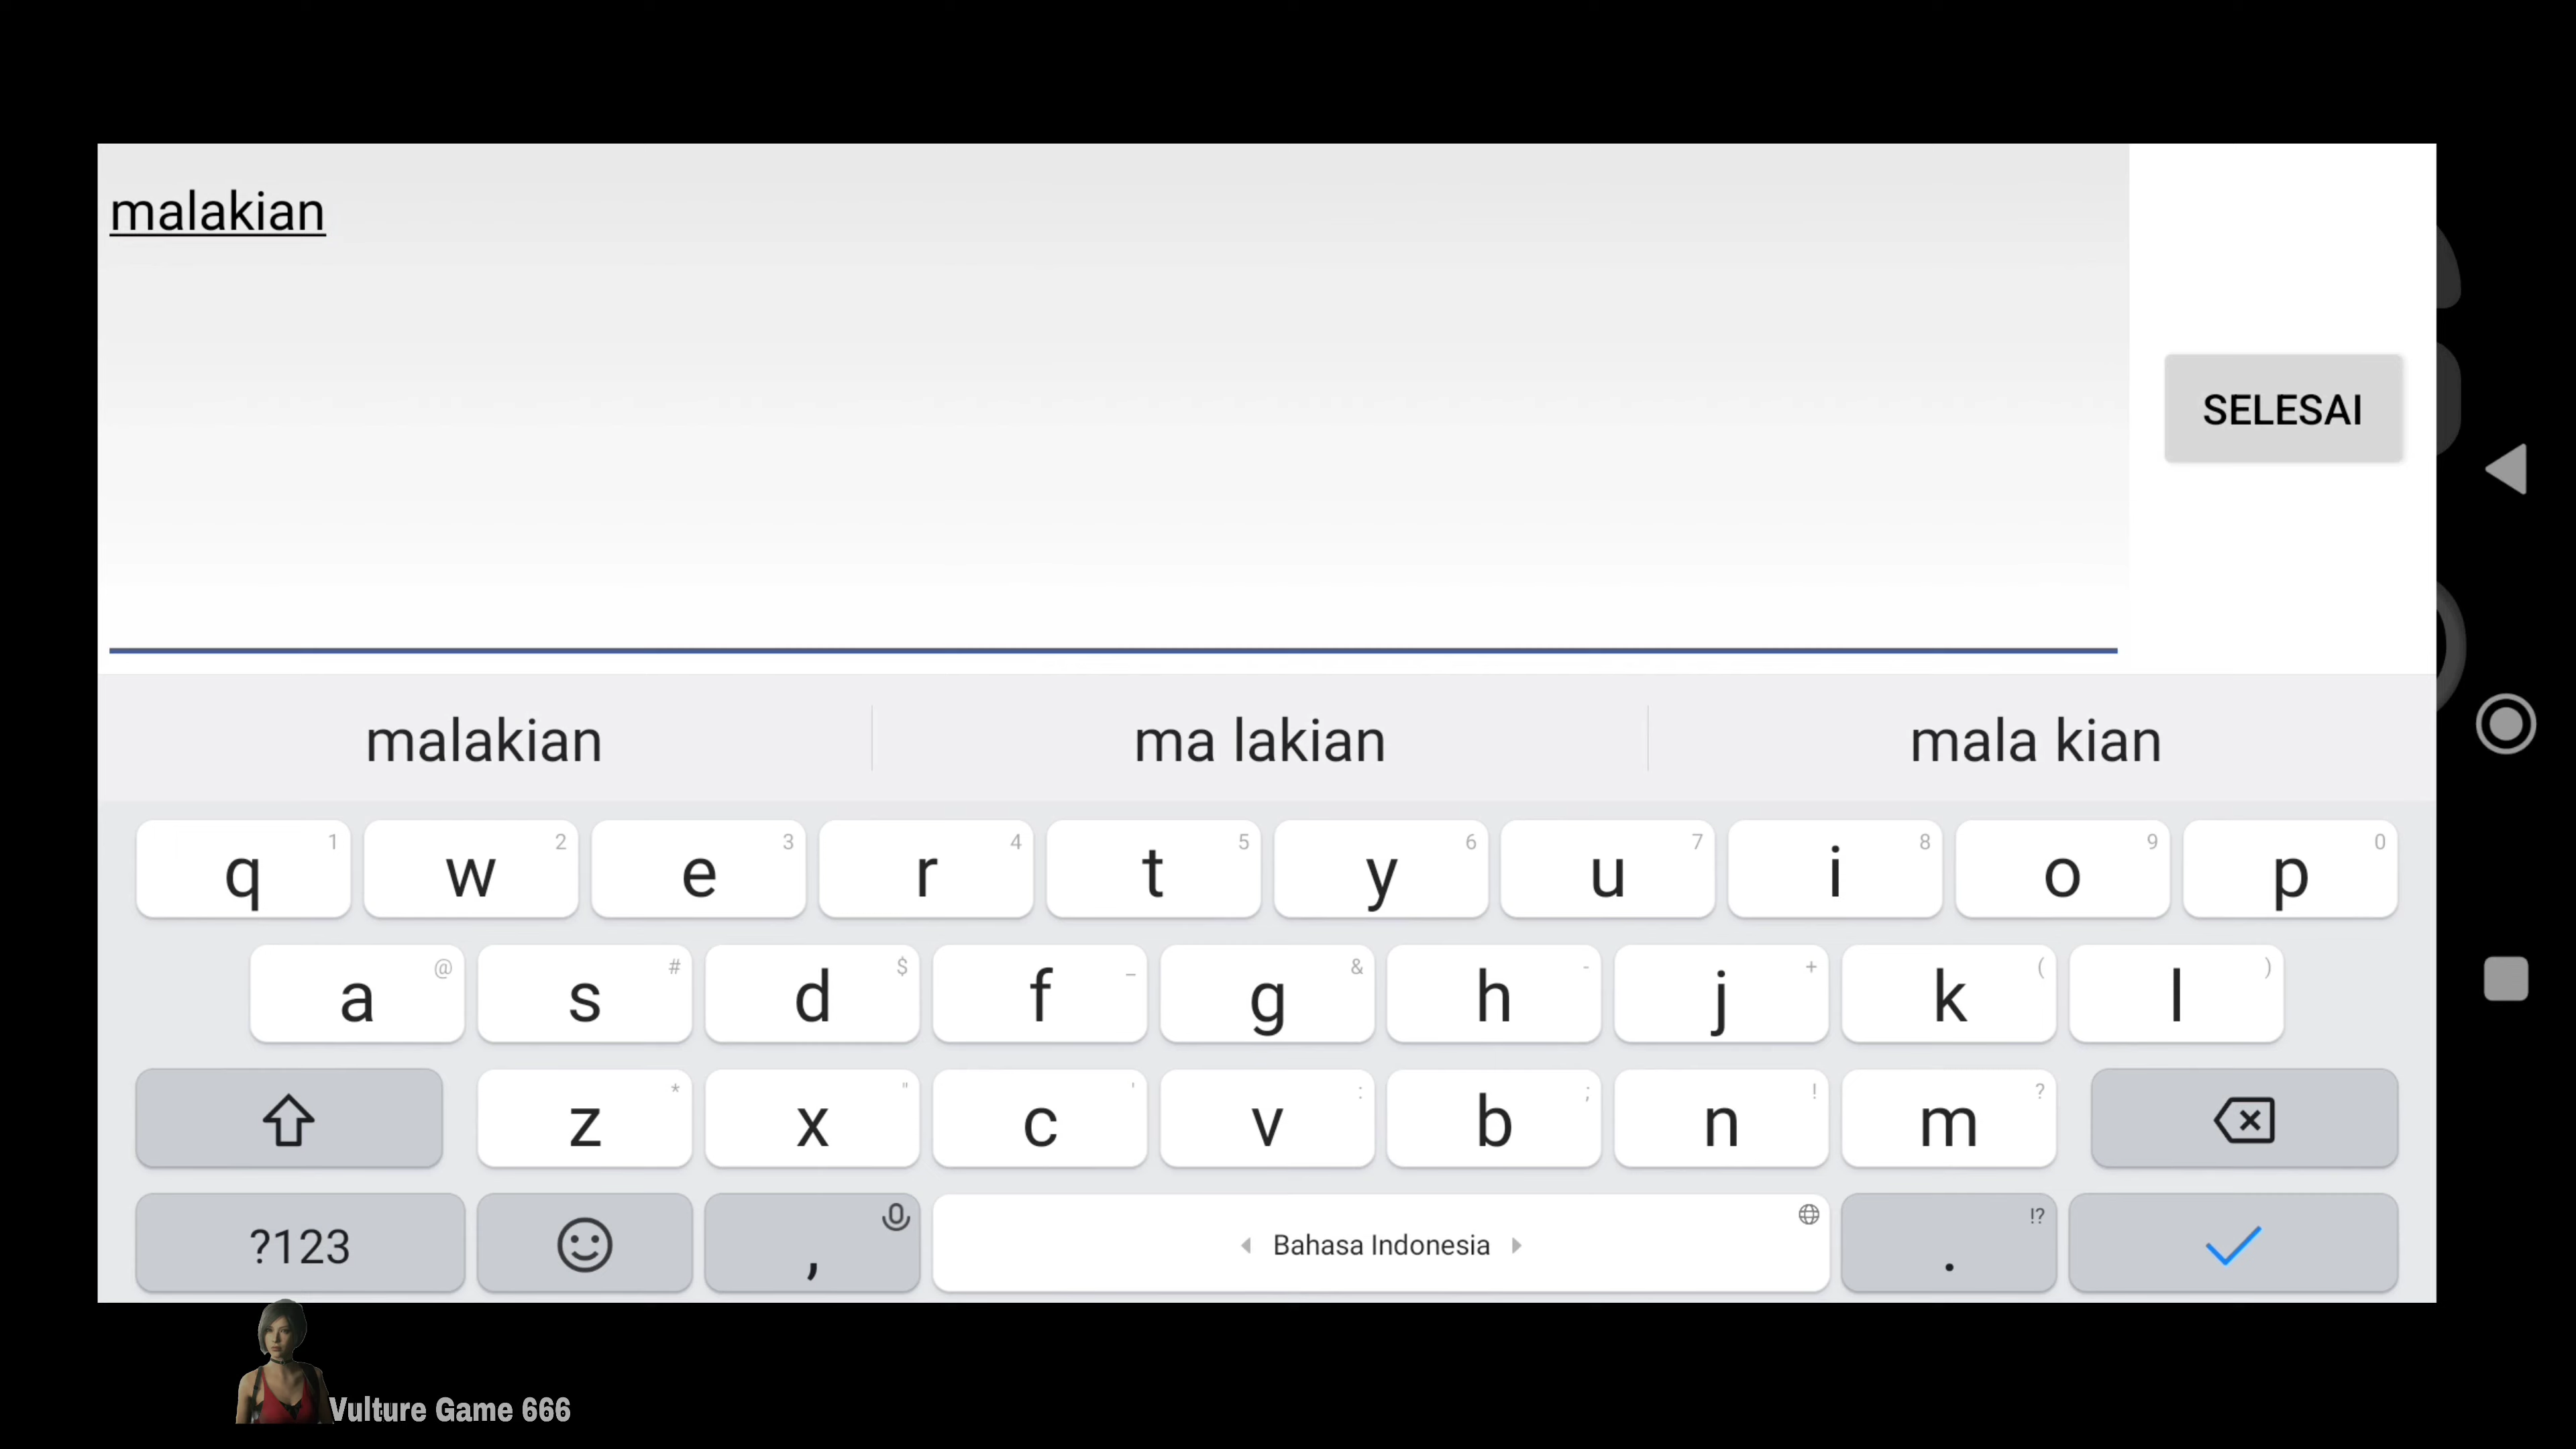 malakian
SELESAI
malakian ma lakian mala kian
q 1 w 2 e 3 r 4 t 5 y 6 u 7 i 8 o 9 p 0
a @ s # d $ f _ g & h - j + k ( l )
z * x " c ' v : b ; n ! m ?
?123 , Bahasa Indonesia . !?
Vulture Game 666